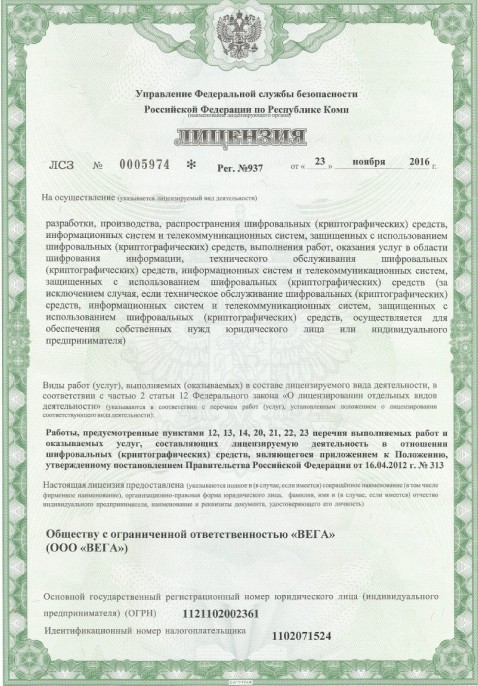 Управление Федеральной службы безопасности
Российской Федерации по Республике Коми
(наименование лицензирующего органа)
ЛИЦЕНЗИЯ
ЛСЗ № 0005974 * Рег. №937 от « 23 » ноября 2016 г.
На осуществление (указывается лицензируемый вид деятельности)
разработки, производства, распространения шифровальных (криптографических) средств,
информационных систем и телекоммуникационных систем, защищенных с использованием
шифровальных (криптографических) средств, выполнения работ, оказания услуг в области
шифрования информации, технического обслуживания шифровальных
(криптографических) средств, информационных систем и телекоммуникационных систем,
защищенных с использованием шифровальных (криптографических) средств (за
исключением случая, если техническое обслуживание шифровальных (криптографических)
средств, информационных систем и телекоммуникационных систем, защищенных с
использованием шифровальных (криптографических) средств, осуществляется для
обеспечения собственных нужд юридического лица или индивидуального
предпринимателя)
Виды работ (услуг), выполняемых (оказываемых) в составе лицензируемого вида деятельности, в
соответствии с частью 2 статьи 12 Федерального закона «О лицензировании отдельных видов
деятельности» (указываются в соответствии с перечнем работ (услуг), установленным положением о лицензировании
соответствующего вида деятельности):
Работы, предусмотренные пунктами 12, 13, 14, 20, 21, 22, 23 перечня выполняемых работ и
оказываемых услуг, составляющих лицензируемую деятельность в отношении
шифровальных (криптографических) средств, являющегося приложением к Положению,
утвержденному постановлением Правительства Российской Федерации от 16.04.2012 г. № 313
Настоящая лицензия предоставлена (указываются полное и (в случае, если имеется) сокращённое наименование (в том числе
фирменное наименование), организационно-правовая форма юридического лица, фамилия, имя и (в случае, если имеется) отчество
индивидуального предпринимателя, наименование и реквизиты документа, удостоверяющего его личность)
Обществу с ограниченной ответственностью «ВЕГА»
(ООО «ВЕГА»)
Основной государственный регистрационный номер юридического лица (индивидуального
предпринимателя) (ОГРН) 1121102002361
Идентификационный номер налогоплательщика 1102071524